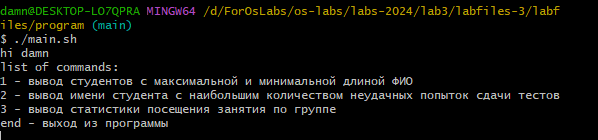 damn@DESKTOP-LO7QPRA MINGW64 /d/ForOsLabs/os-labs/labs-2024/lab3/labfiles-3/labf
iles/program (main)
$ ./main.sh
hi damn
list of commands:
1 - вывод студентов с максимальной и минимальной длиной ФИО
2 - вывод имени студента с наибольшим количеством неудачных попыток сдачи тестов
3 - вывод статистики посещения занятия по группе
end - выход из программы